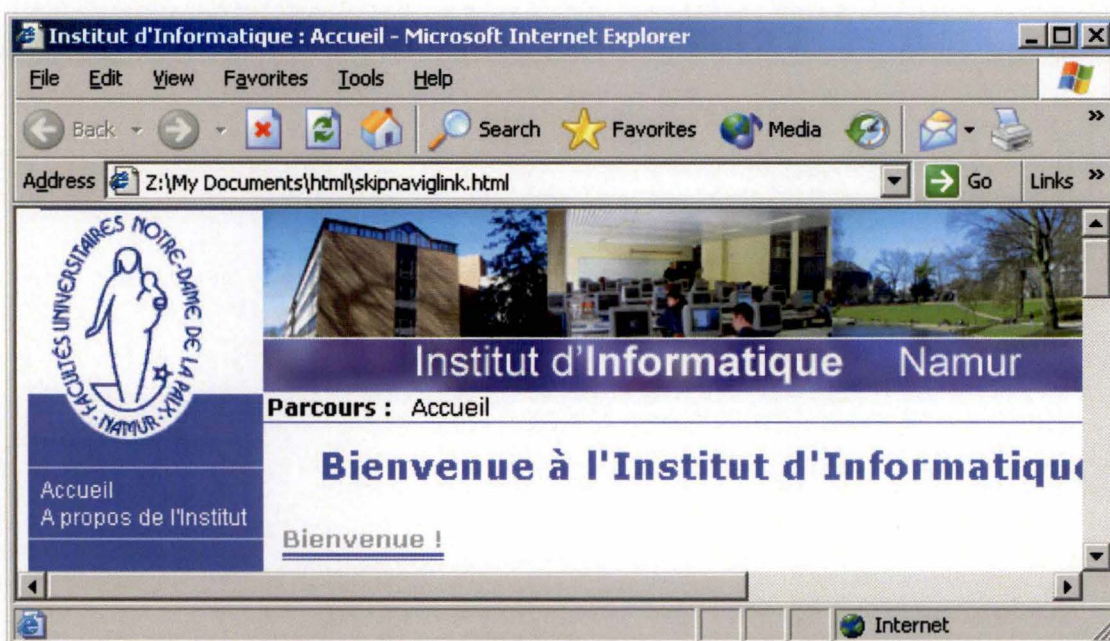 Institut d'Informatique : Accueil - Microsoft Internet Explorer
File Edit View Favorites Tools Help
Back Search Favorites Media »
Address Z:\My Documents\html\skipnaviglink.html Go Links »
FACULTÉS UNIVERSITAIRES NOTRE-DAME DE LA PAIX · NAMUR ·
Institut d'Informatique Namur
Parcours : Accueil
Bienvenue à l'Institut d'Informatiqu
Accueil
A propos de l'Institut
Bienvenue !
Internet